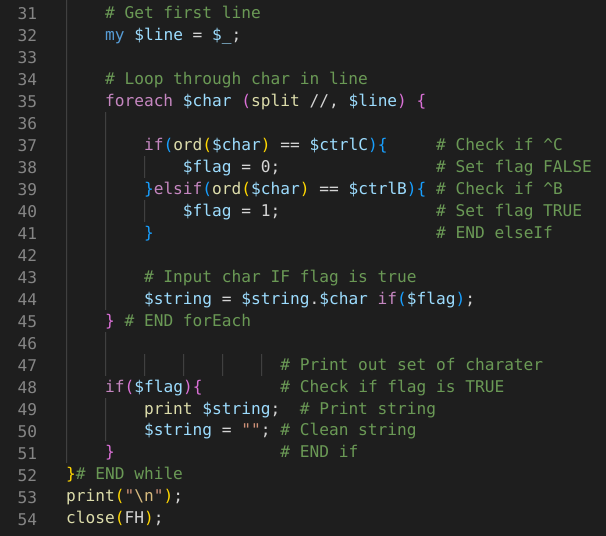 31 # Get first line
32 my $line = $_;
33
34 # Loop through char in line
35 foreach $char (split //, $line) {
36
37 if(ord($char) == $ctrlC){ # Check if ^C
38 $flag = 0; # Set flag FALSE
39 }elsif(ord($char) == $ctrlB){ # Check if ^B
40 $flag = 1; # Set flag TRUE
41 } # END elseIf
42
43 # Input char IF flag is true
44 $string = $string.$char if($flag);
45 } # END forEach
46
47 # Print out set of charater
48 if($flag){ # Check if flag is TRUE
49 print $string; # Print string
50 $string = ""; # Clean string
51 } # END if
52 }# END while
53 print("\n");
54 close(FH);